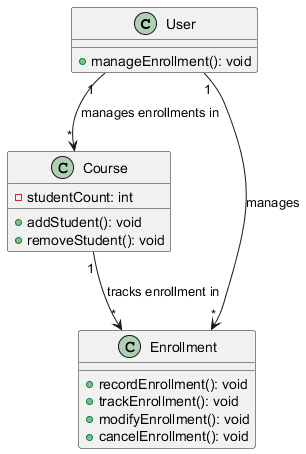 C User
manageEnrollment(): void
1
1
manages enrollments in
*
C Course
studentCount: int
addStudent(): void
removeStudent(): void
manages
1
tracks enrollment in
*
*
C Enrollment
recordEnrollment(): void
trackEnrollment(): void
modifyEnrollment(): void
cancelEnrollment(): void